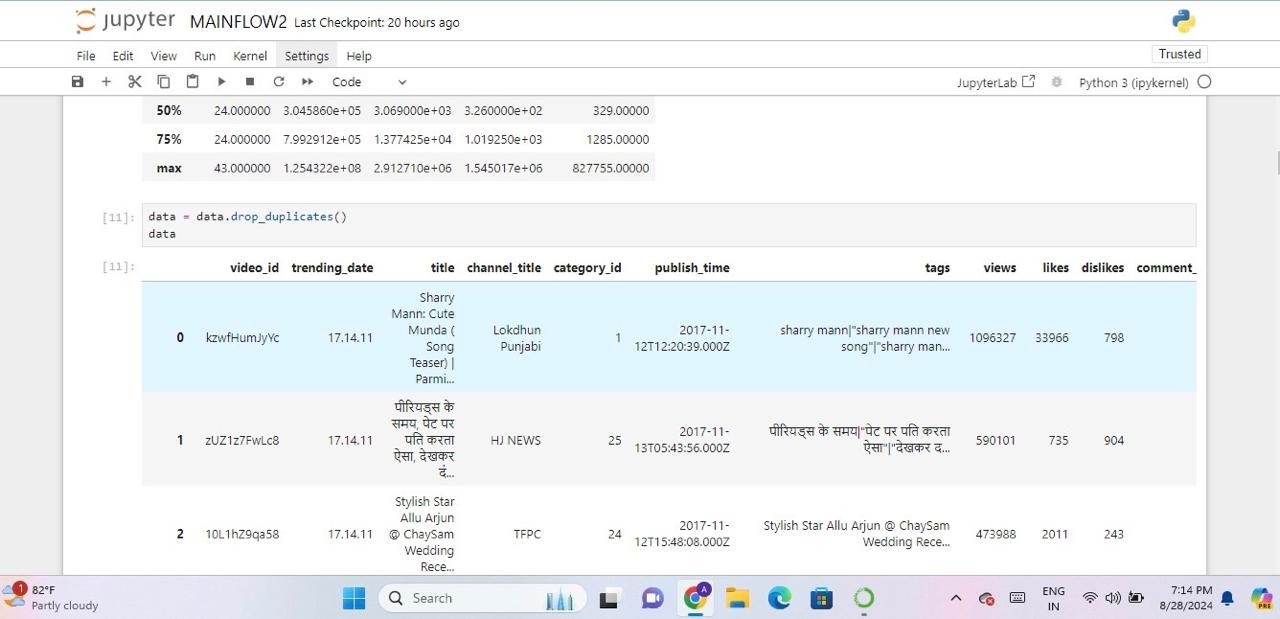 jupyter MAINFLOW2 Last Checkpoint: 20 hours ago
File Edit View Run Kernel Settings Help
Trusted
Code
JupyterLab Python 3 (ipykernel)
50% 24.000000 3.045860e+05 3.069000e+03 3.260000e+02 329.00000
75% 24.000000 7.992912e+05 1.377425e+04 1.019250e+03 1285.00000
max 43.000000 1.254322e+08 2.912710e+06 1.545017e+06 827755.00000
[11]: data = data.drop_duplicates()
data
[11]:
video_id trending_date title channel_title category_id publish_time tags views likes dislikes comment_
0 kzwfHumJyYc 17.14.11
Sharry
Mann: Cute
Munda (
Song
Teaser) |
Parmi...
Lokdhun
Punjabi
1
2017-11-
12T12:20:39.000Z
sharry mann|"sharry mann new
song"|"sharry man...
1096327 33966 798
1 zUZ1z7FwLc8 17.14.11
पीरियड्स के
समय, पेट पर
पति करता
ऐसा, देखकर
दं...
HJ NEWS
25
2017-11-
13T05:43:56.000Z
पीरियड्स के समय|"पेट पर पति करता
ऐसा"|"देखकर द...
590101 735 904
2 10L1hZ9qa58 17.14.11
Stylish Star
Allu Arjun
@ ChaySam
Wedding
Rece...
TFPC
24
2017-11-
12T15:48:08.000Z
Stylish Star Allu Arjun @ ChaySam
Wedding Rece...
473988 2011 243
1
82°F
Partly cloudy
Search
A
ENG
IN
7:14 PM
8/28/2024
PRE